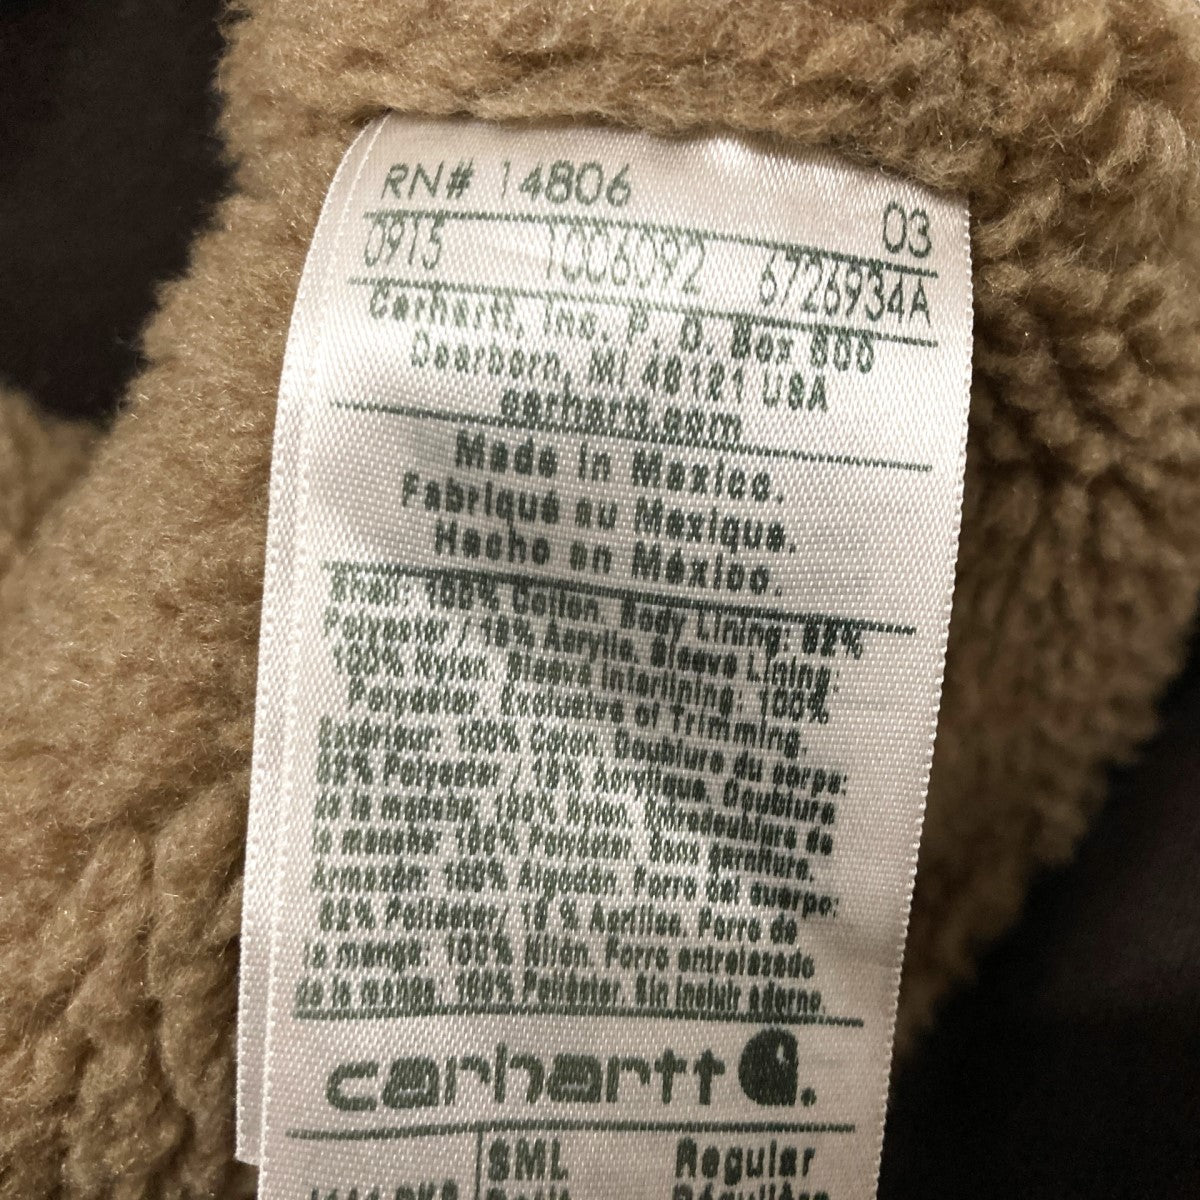 RN# 14806
03
0915 1006092 6726934A
Carhartt, Inc. P. O. Box 600
Dearborn, MI 48121 USA
carhartt.com
Made in Mexico.
Fabriqué au Mexique.
Hecho en México.
Shell: 100% Cotton. Body Lining: 82%
Polyester / 18% Acrylic. Sleeve Lining:
100% Nylon. Sleeve Interlining: 100%
Polyester. Exclusive of Trimming.
Exterieur: 100% Coton. Doublure du corps:
82% Polyester / 18% Acrylique. Doublure
de la manche: 100% Nylon. Entredoublure de
la manche: 100% Polyester. Sans garniture.
Armazón: 100% Algodón. Forro del cuerpo:
82% Poliéster/ 18 % Acrílico. Forro de
la manga: 100% Nilón. Forro entrelazado
de la manga: 100% Poliéster. Sin incluir adorno.
carhartt
SML Regular
Régulière